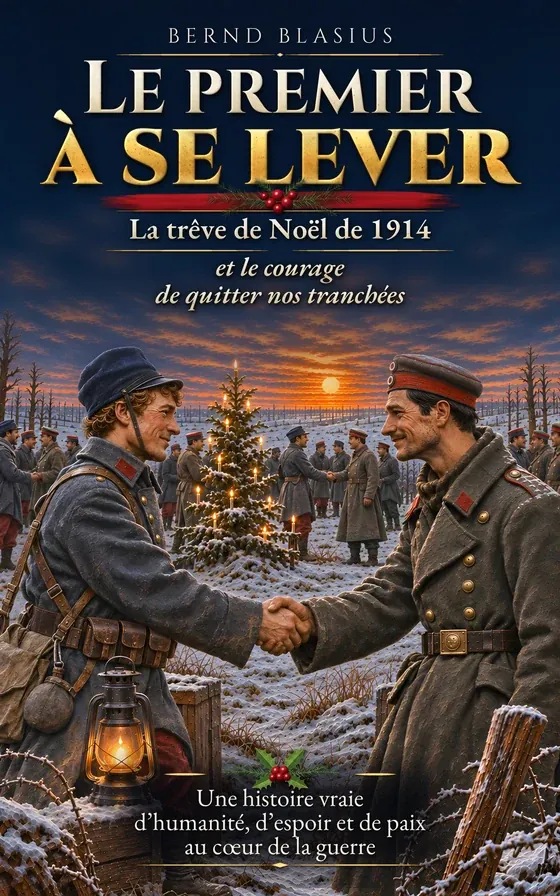 BERND BLASIUS
LE PREMIER
À SE LEVER
La trêve de Noël de 1914
et le courage
de quitter nos tranchées
Une histoire vraie
d’humanité, d’espoir et de paix
au cœur de la guerre